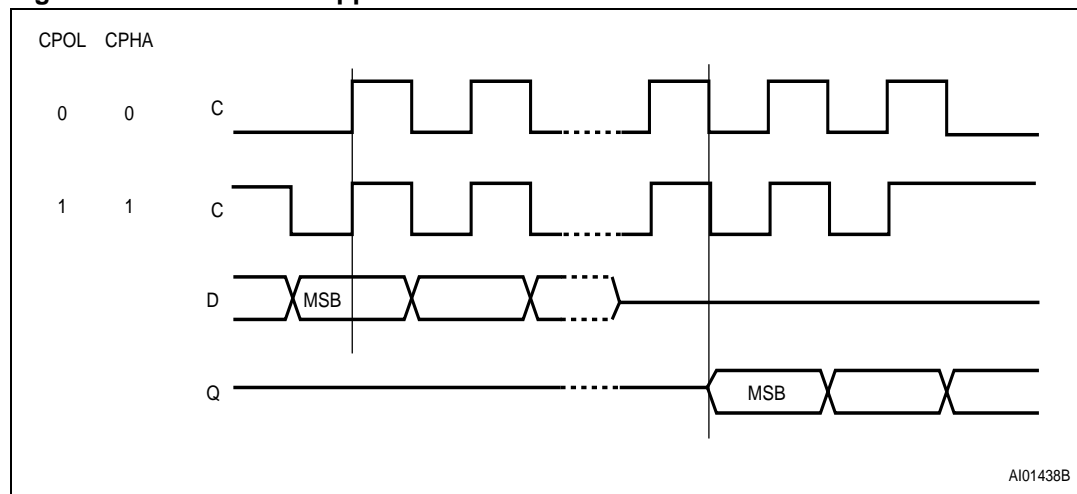 CPOL CPHA
0 0 C
1 1 C
D MSB
Q MSB
AI01438B